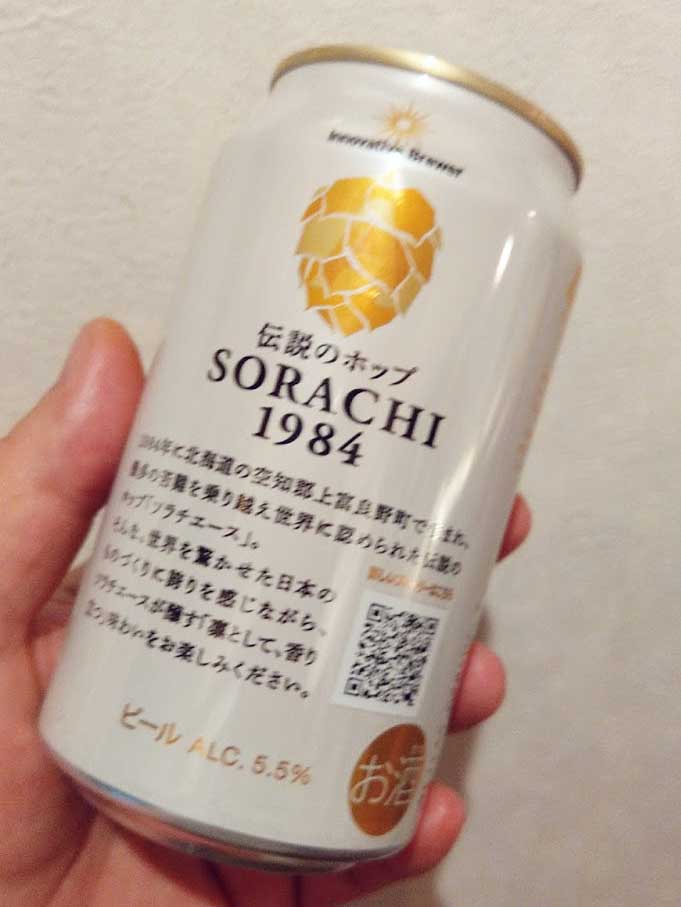 Innovative Brewer
伝説のホップ
SORACHI
1984
1984年に北海道の空知郡上富良野町で生まれ、
幾多の苦難を乗り越え世界に認められた伝説の
ホップ「ソラチエース」。
そんな、世界を驚かせた日本の
ものづくりに誇りを感じながら、
ソラチエースが醸す「凛として、香り
立つ」味わいをお楽しみください。
ビール ALC. 5.5%
お酒